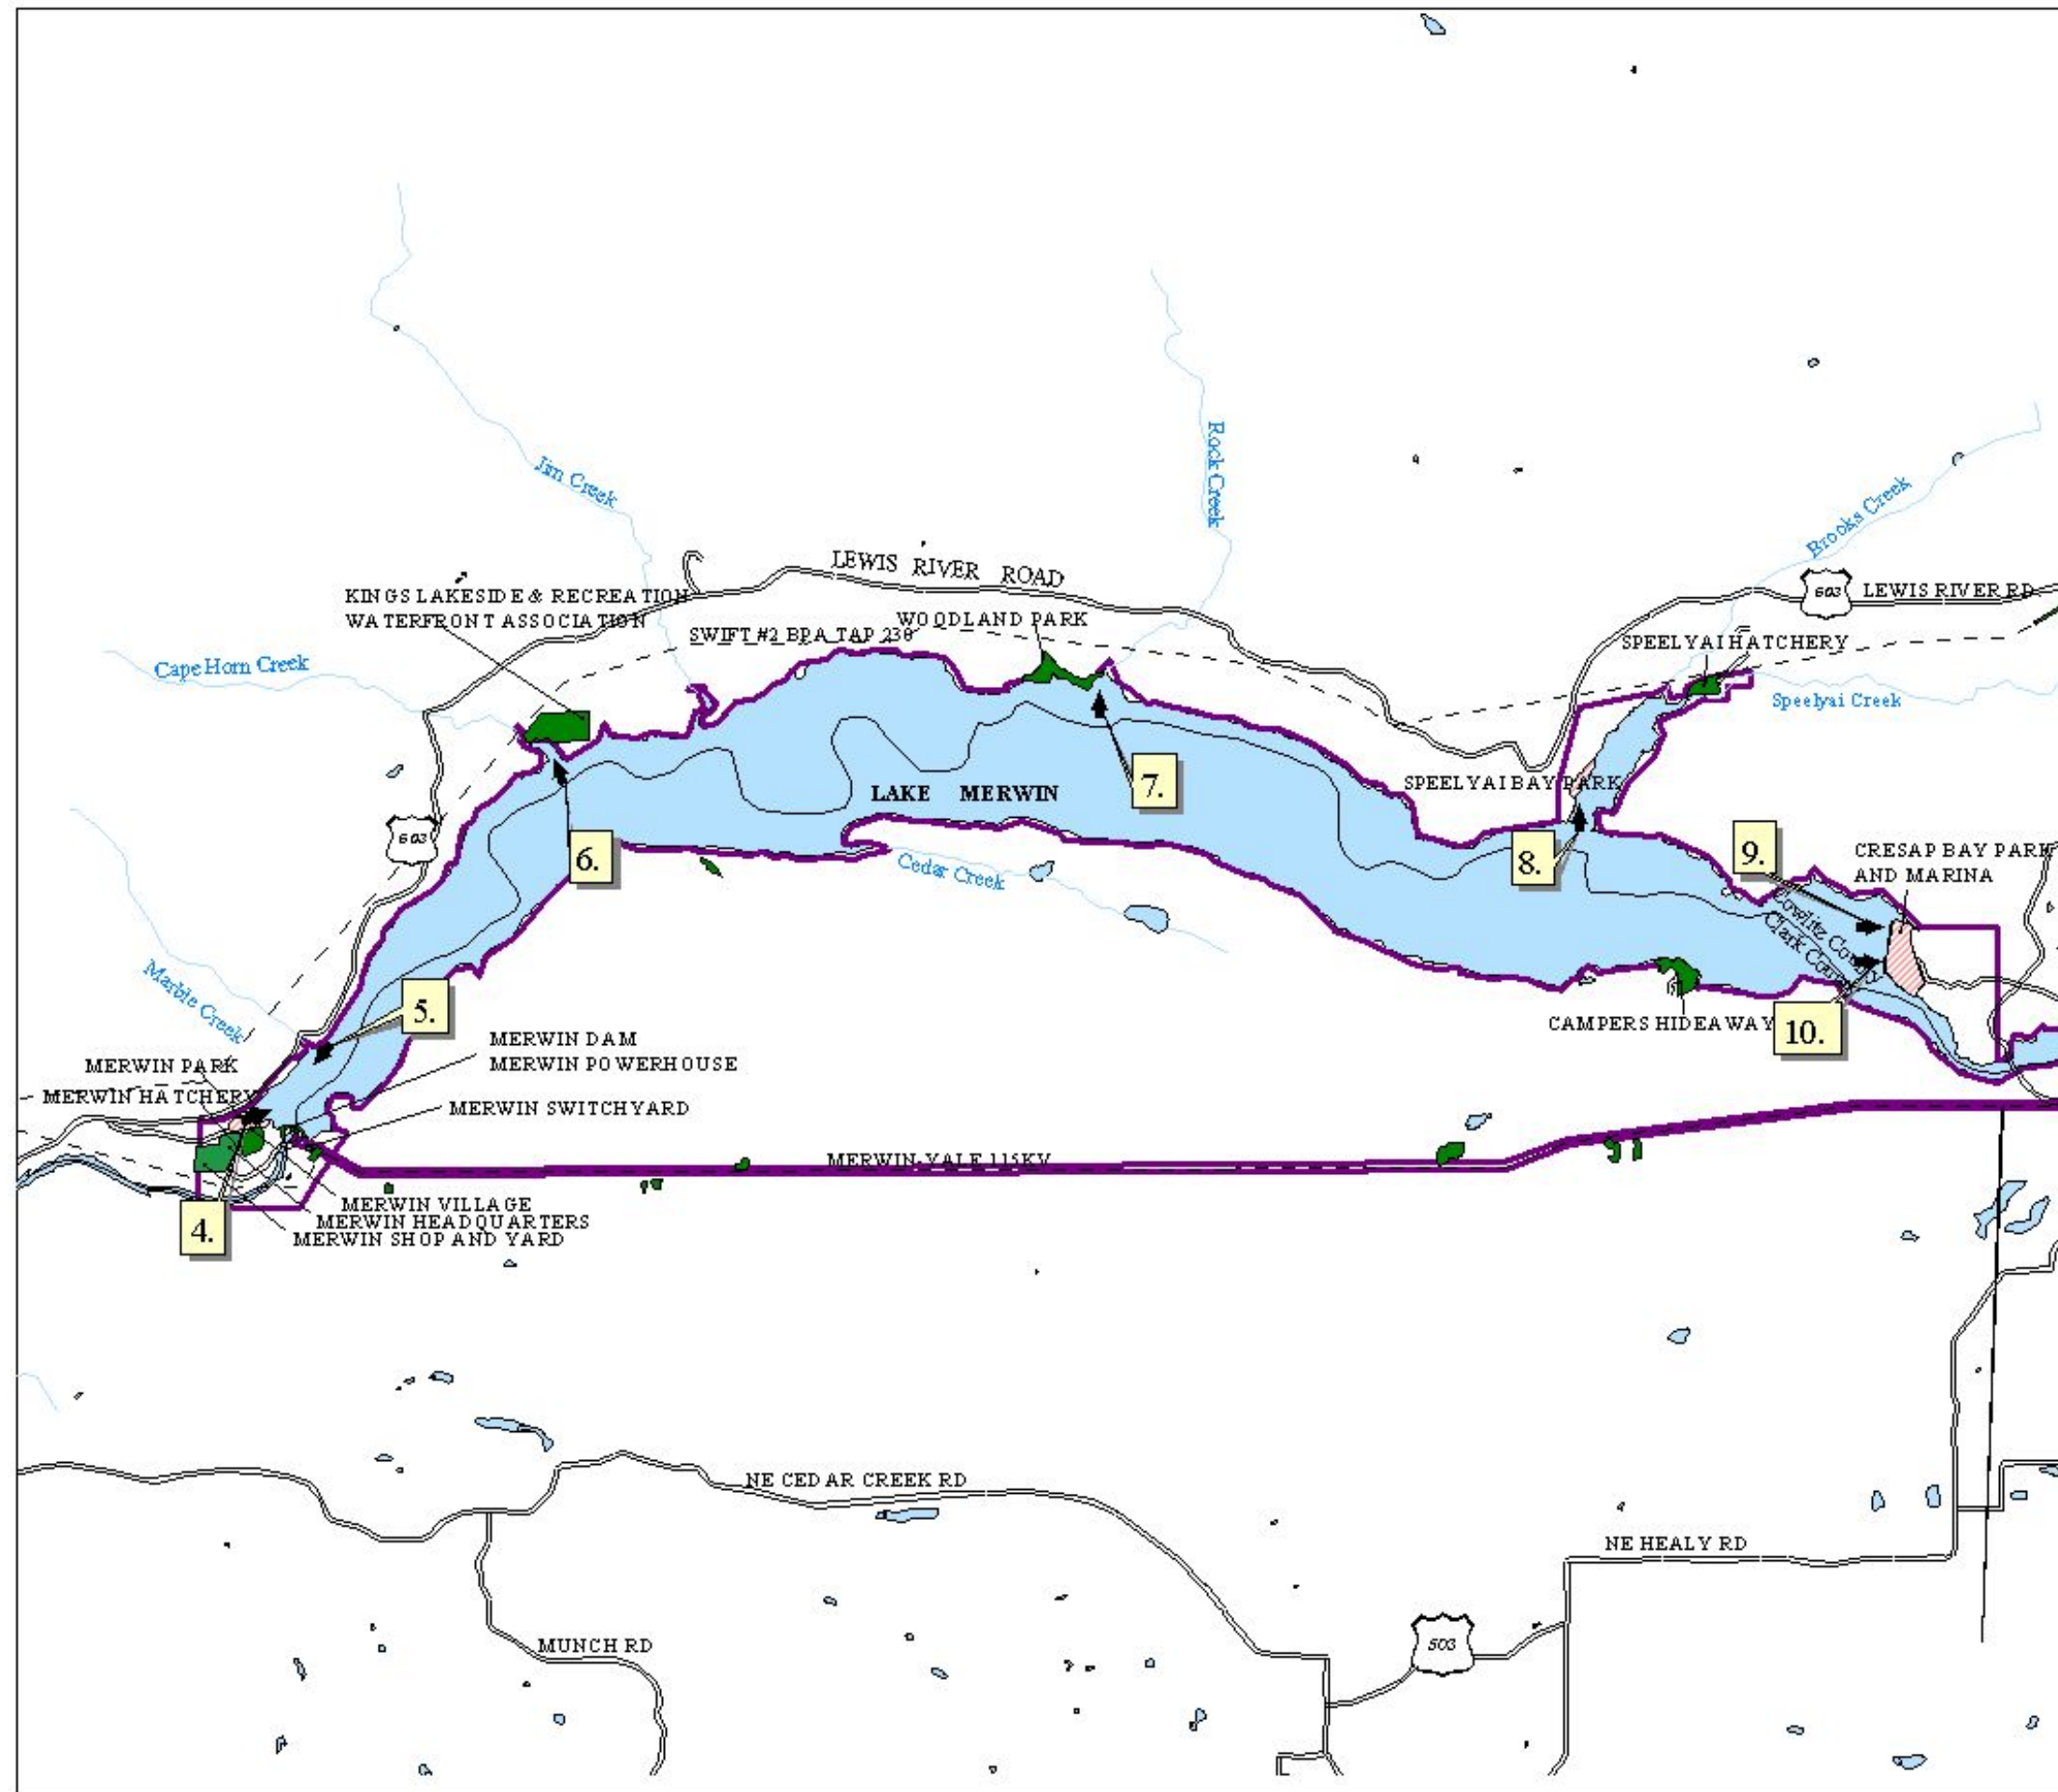 Jim Creek
Rock Creek
Brooks Creek
LEWIS RIVER ROAD
603
LEWIS RIVER RD
KINGS LAKESIDE & RECREATION
WATERFRONT ASSOCIATION
WOODLAND PARK
SWIFT #2 BPA TAP 230
SPEELYAI HATCHERY
Cape Horn Creek
Speelyai Creek
7.
SPEELYAI BAY PARK
LAKE MERWIN
603
6.
8.
9.
CRESAP BAY PARK
AND MARINA
Cedar Creek
Cowlitz County
Clark County
Marble Creek
5.
CAMPERS HIDEAWAY
10.
MERWIN DAM
MERWIN POWERHOUSE
MERWIN PARK
MERWIN HATCHERY
MERWIN SWITCHYARD
MERWIN-YALE 115KV
MERWIN VILLAGE
MERWIN HEADQUARTERS
MERWIN SHOP AND YARD
4.
NE CEDAR CREEK RD
NE HEALY RD
MUNCH RD
503